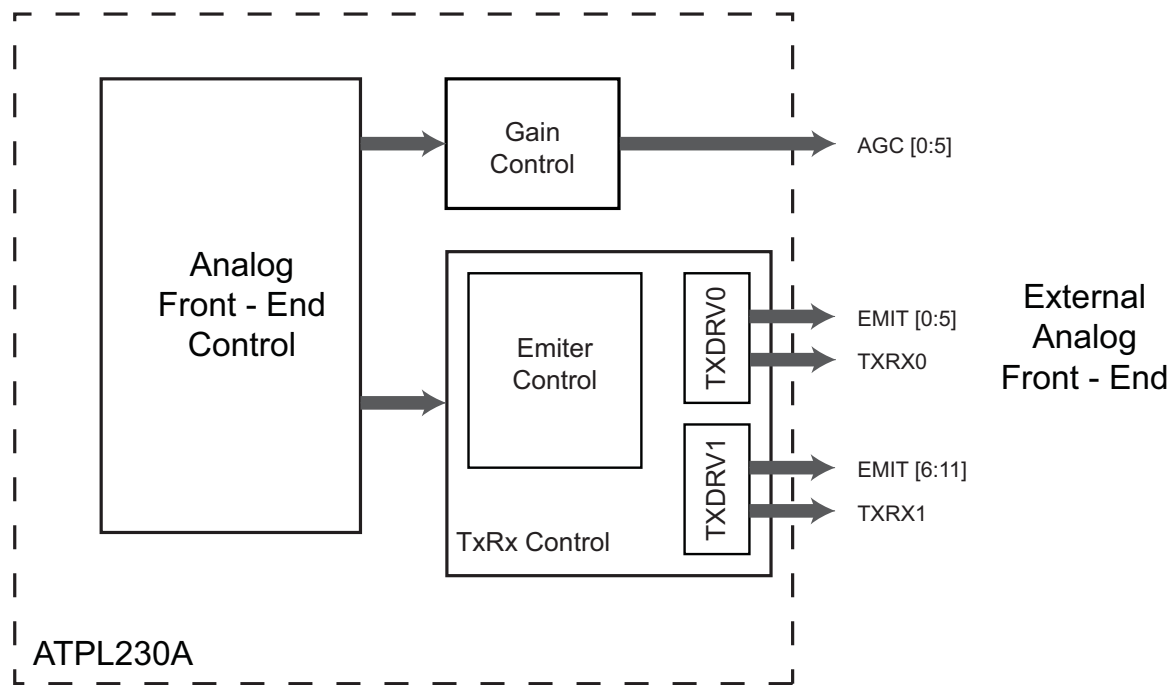 Analog
Front - End
Control
Gain
Control
AGC [0:5]
Emiter
Control
TXDRV0
EMIT [0:5]
TXRX0
TXDRV1
EMIT [6:11]
TXRX1
TxRx Control
External
Analog
Front - End
ATPL230A